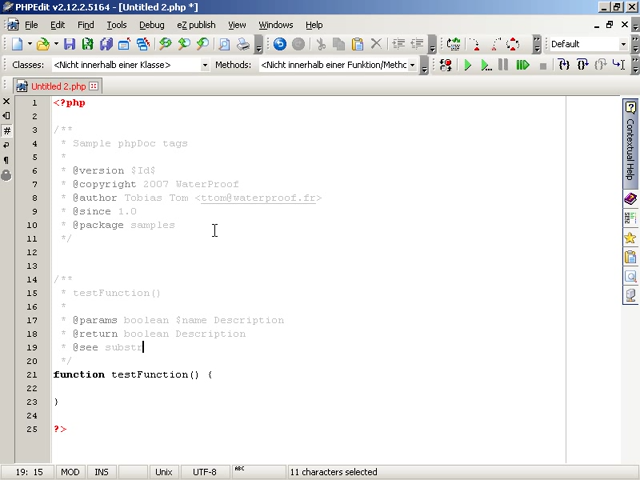 PHPEdit v2.12.2.5164 - [Untitled 2.php *]
File Edit Find Tools Debug eZ publish View Windows Help
Default
Classes: <Nicht innerhalb einer Klasse> Methods: <Nicht innerhalb einer Funktion/Methoc
Untitled 2.php
1 <?php
2
3 /**
4 * Sample phpDoc tags
5 *
6 * @version $Id$
7 * @copyright 2007 WaterProof
8 * @author Tobias Tom <ttom@waterproof.fr>
9 * @since 1.0
10 * @package samples
11 */
12
13
14 /**
15 * testFunction()
16 *
17 * @params boolean $name Description
18 * @return boolean Description
19 * @see substr
20 */
21 function testFunction() {
22
23 }
24
25 ?>
Contextual Help
19: 15 MOD INS Unix UTF-8 ABC 11 characters selected